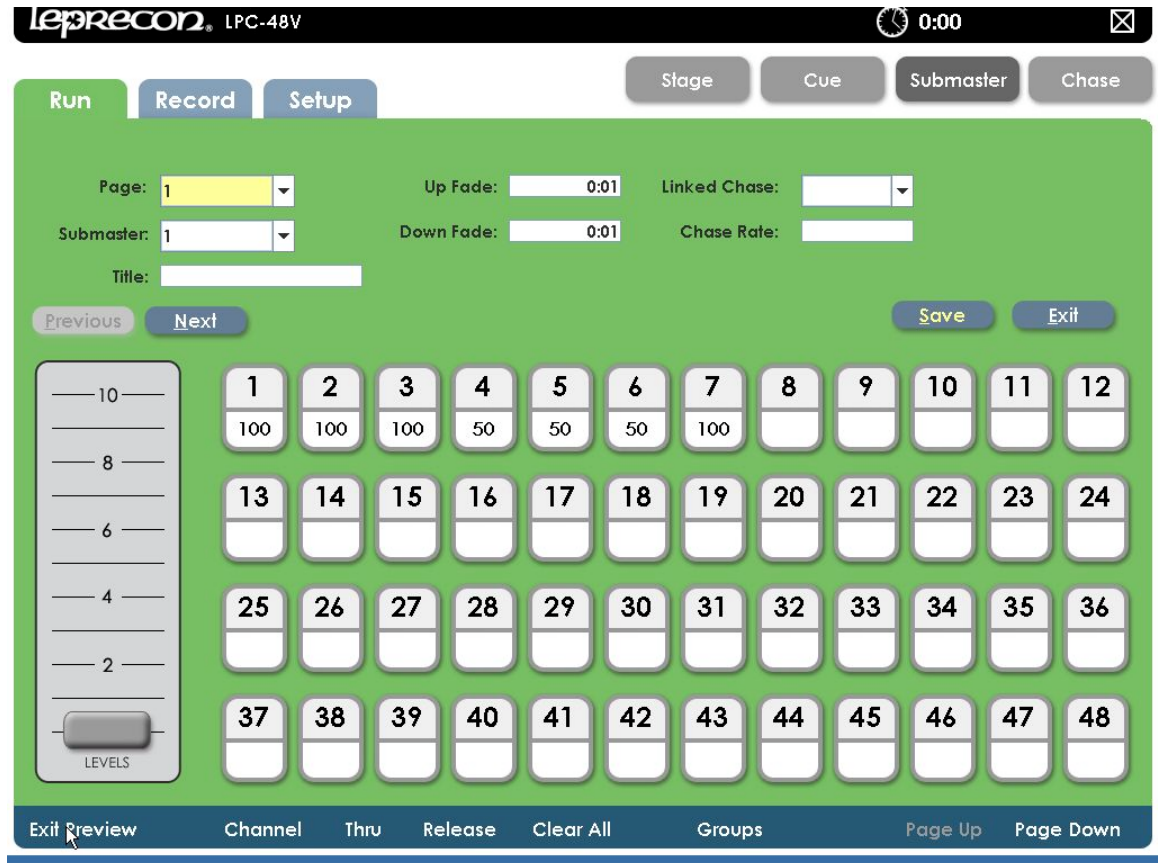 leprecon® LPC-48V 0:00
Run Record Setup Stage Cue Submaster Chase
Page: 1 Up Fade: 0:01 Linked Chase:
Submaster: 1 Down Fade: 0:01 Chase Rate:
Title:
Previous Next Save Exit
10
8
6
4
2
LEVELS
1 2 3 4 5 6 7 8 9 10 11 12
100 100 100 50 50 50 100
13 14 15 16 17 18 19 20 21 22 23 24
25 26 27 28 29 30 31 32 33 34 35 36
37 38 39 40 41 42 43 44 45 46 47 48
Exit Preview Channel Thru Release Clear All Groups Page Up Page Down